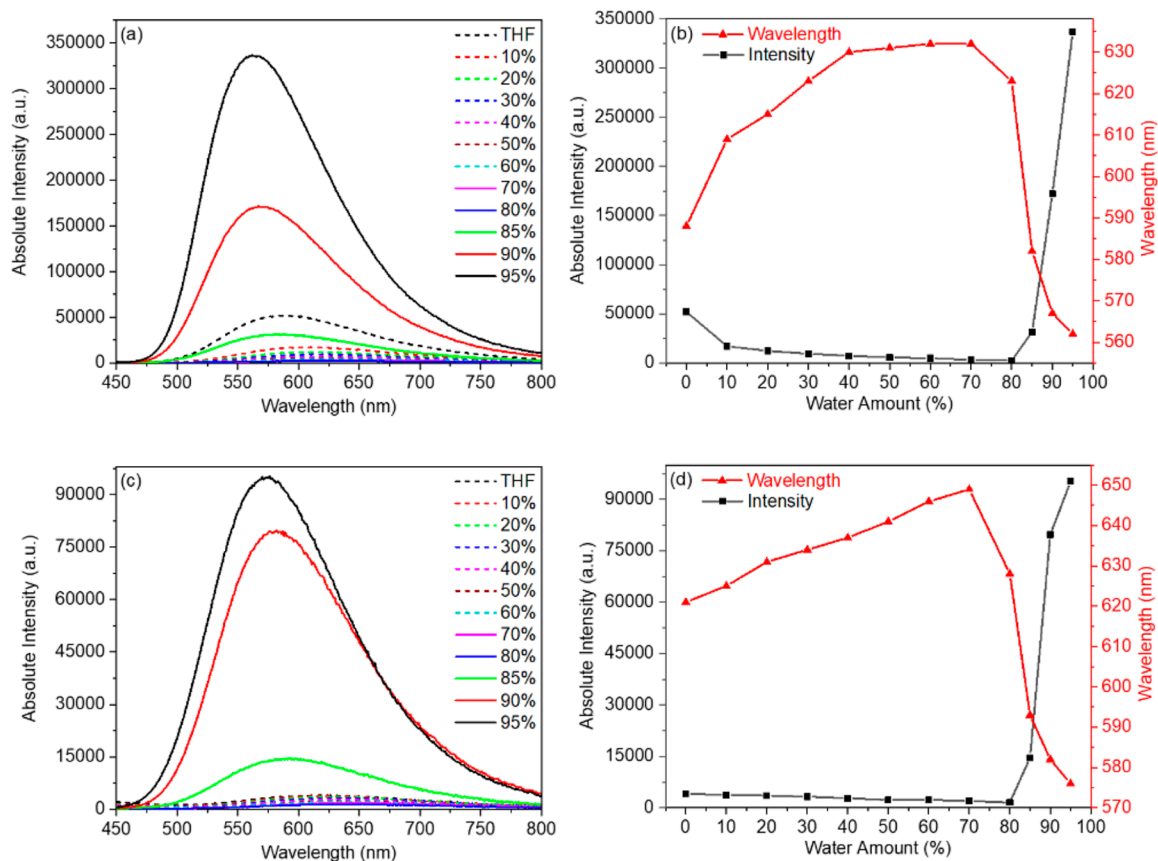 (a)
Absolute Intensity (a.u.)
350000
300000
250000
200000
150000
100000
50000
0
450 500 550 600 650 700 750 800
Wavelength (nm)
THF
10%
20%
30%
40%
50%
60%
70%
80%
85%
90%
95%
(b)
Wavelength
Intensity
Absolute Intensity (a.u.)
350000
300000
250000
200000
150000
100000
50000
0
0 10 20 30 40 50 60 70 80 90 100
Water Amount (%)
630
620
610
600
590
580
570
560
Wavelength (nm)
(c)
Absolute Intensity (a.u.)
90000
75000
60000
45000
30000
15000
0
450 500 550 600 650 700 750 800
Wavelength (nm)
THF
10%
20%
30%
40%
50%
60%
70%
80%
85%
90%
95%
(d)
Wavelength
Intensity
Absolute Intensity (a.u.)
90000
75000
60000
45000
30000
15000
0
0 10 20 30 40 50 60 70 80 90 100
Water Amount (%)
650
640
630
620
610
600
590
580
570
Wavelength (nm)